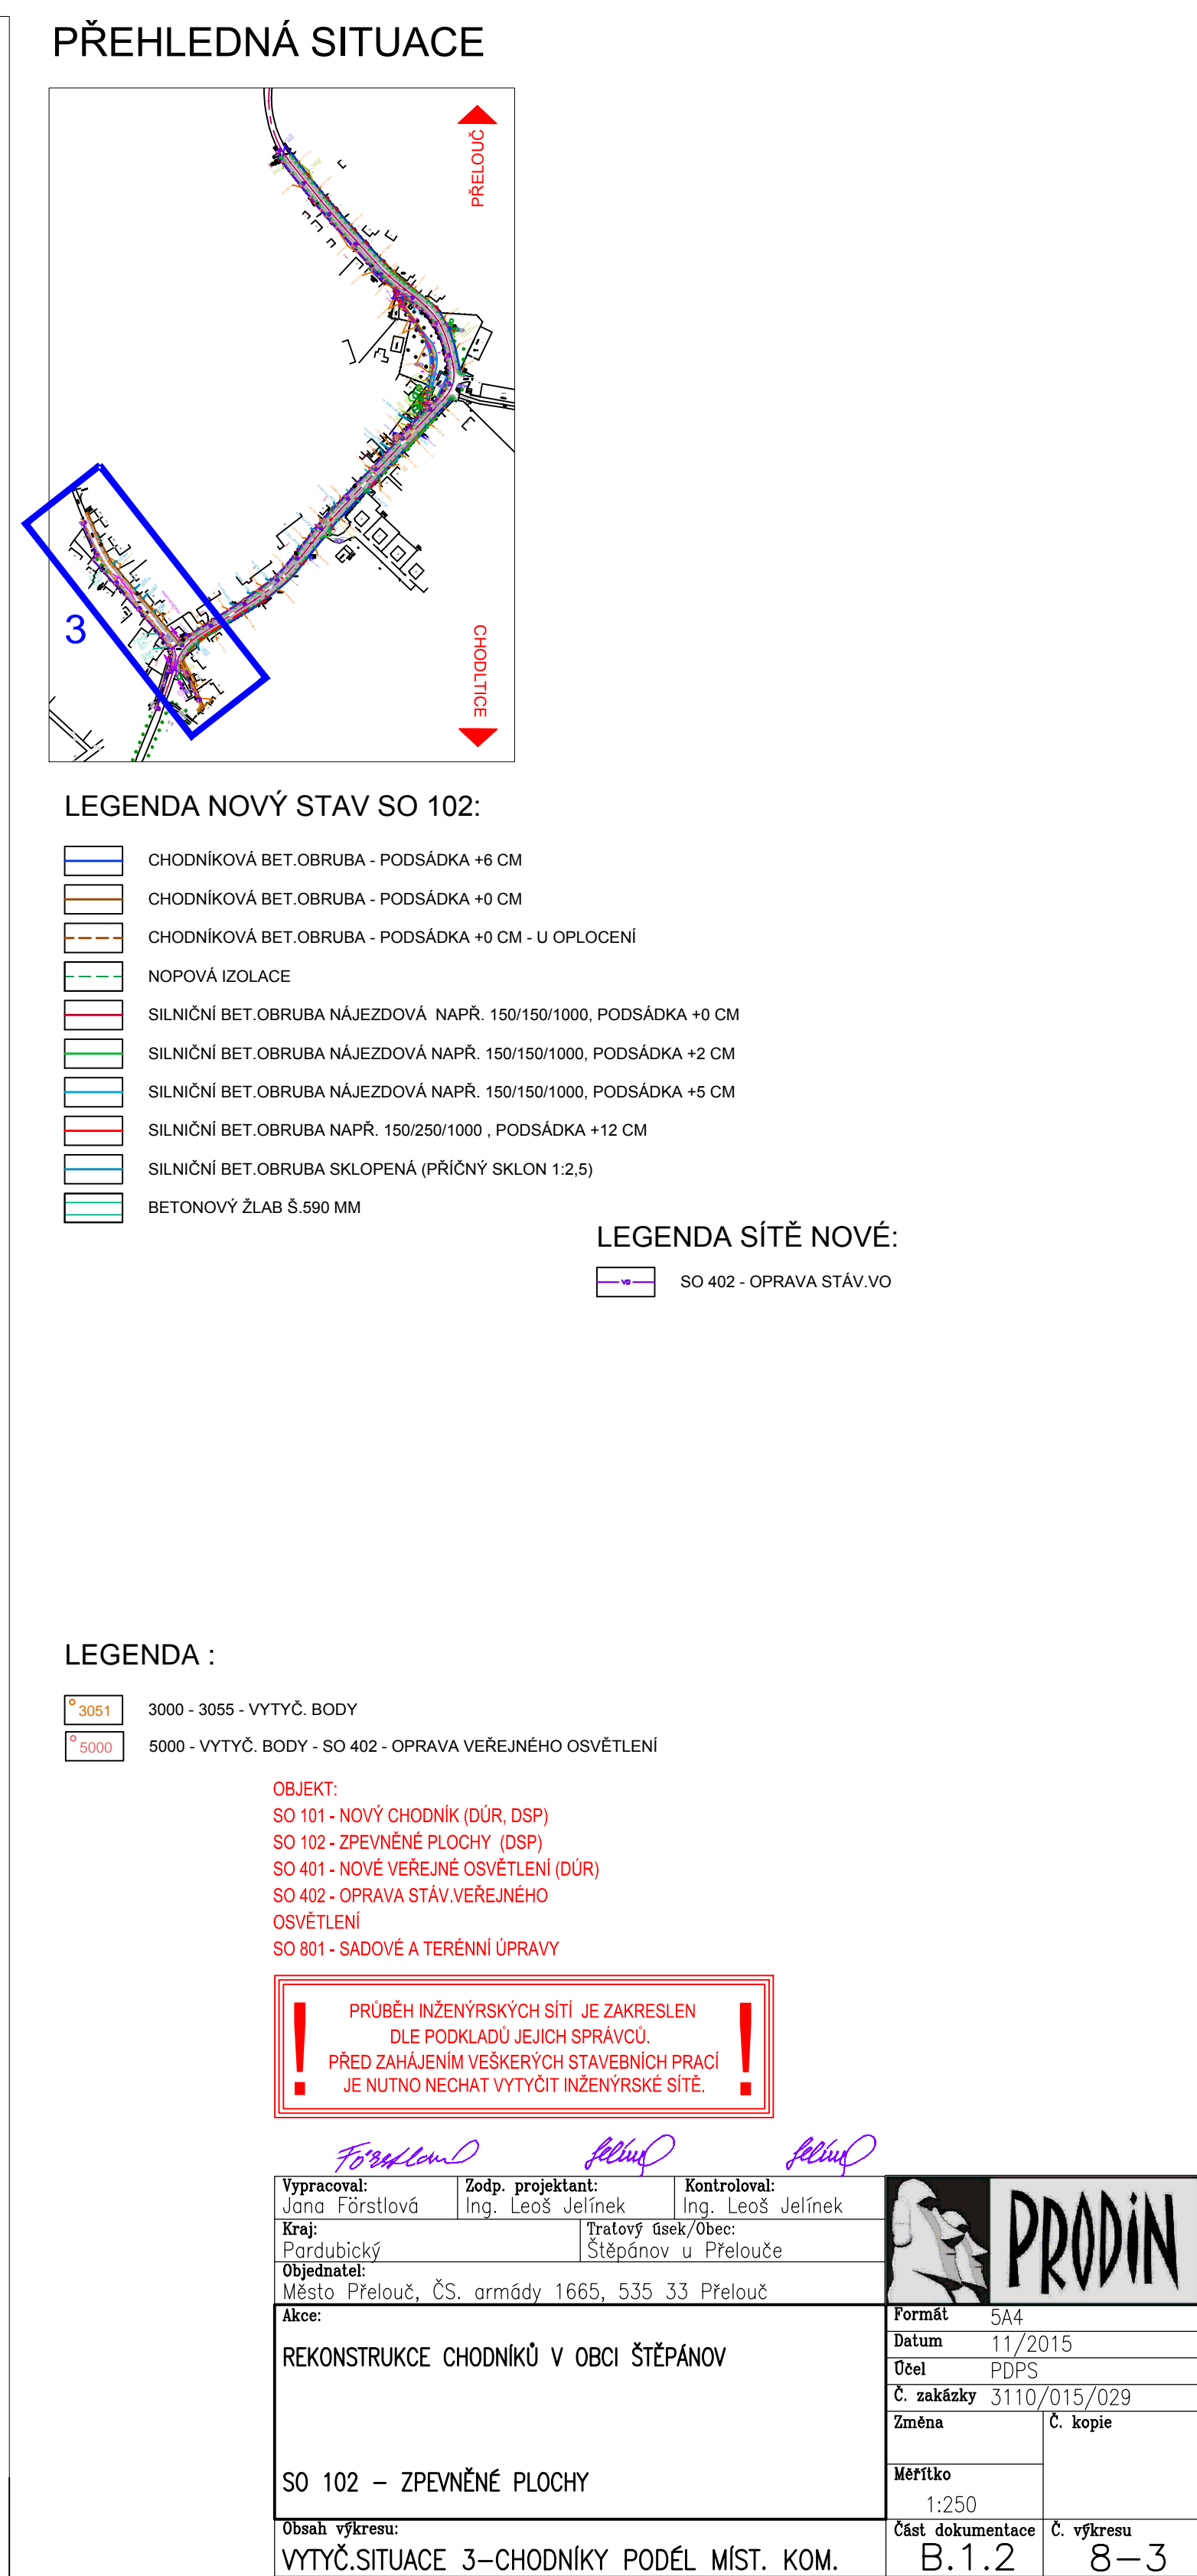 PŘEHLEDNÁ SITUACE
PŘELOUČ
3
CHODLTICE
LEGENDA NOVÝ STAV SO 102:
CHODNÍKOVÁ BET.OBRUBA - PODSÁDKA +6 CM
CHODNÍKOVÁ BET.OBRUBA - PODSÁDKA +0 CM
CHODNÍKOVÁ BET.OBRUBA - PODSÁDKA +0 CM - U OPLOCENÍ
NOPOVÁ IZOLACE
SILNIČNÍ BET.OBRUBA NÁJEZDOVÁ NAPŘ. 150/150/1000, PODSÁDKA +0 CM
SILNIČNÍ BET.OBRUBA NÁJEZDOVÁ NAPŘ. 150/150/1000, PODSÁDKA +2 CM
SILNIČNÍ BET.OBRUBA NÁJEZDOVÁ NAPŘ. 150/150/1000, PODSÁDKA +5 CM
SILNIČNÍ BET.OBRUBA NAPŘ. 150/250/1000 , PODSÁDKA +12 CM
SILNIČNÍ BET.OBRUBA SKLOPENÁ (PŘÍČNÝ SKLON 1:2,5)
BETONOVÝ ŽLAB Š.590 MM
LEGENDA SÍTĚ NOVÉ:
VO SO 402 - OPRAVA STÁV.VO
LEGENDA :
3051 3000 - 3055 - VYTYČ. BODY
5000 5000 - VYTYČ. BODY - SO 402 - OPRAVA VEŘEJNÉHO OSVĚTLENÍ
OBJEKT:
SO 101 - NOVÝ CHODNÍK (DÚR, DSP)
SO 102 - ZPEVNĚNÉ PLOCHY (DSP)
SO 401 - NOVÉ VEŘEJNÉ OSVĚTLENÍ (DÚR)
SO 402 - OPRAVA STÁV.VEŘEJNÉHO
OSVĚTLENÍ
SO 801 - SADOVÉ A TERÉNNÍ ÚPRAVY
! PRŮBĚH INŽENÝRSKÝCH SÍTÍ JE ZAKRESLEN !
DLE PODKLADŮ JEJICH SPRÁVCŮ.
PŘED ZAHÁJENÍM VEŠKERÝCH STAVEBNÍCH PRACÍ
JE NUTNO NECHAT VYTYČIT INŽENÝRSKÉ SÍTĚ.
Förstlová Jelínek Jelínek
Vypracoval: Zodp. projektant: Kontroloval:
Jana Förstlová Ing. Leoš Jelínek Ing. Leoš Jelínek
Kraj: Traťový úsek/Obec:
Pardubický Štěpánov u Přelouče
Objednatel:
Město Přelouč, ČS. armády 1665, 535 33 Přelouč
PRODIN
Akce:
REKONSTRUKCE CHODNÍKŮ V OBCI ŠTĚPÁNOV
SO 102 – ZPEVNĚNÉ PLOCHY
Formát 5A4
Datum 11/2015
Účel PDPS
Č. zakázky 3110/015/029
Změna Č. kopie
Měřítko
1:250
Obsah výkresu:
VYTYČ.SITUACE 3–CHODNÍKY PODÉL MÍST. KOM.
Část dokumentace Č. výkresu
B.1.2 8–3